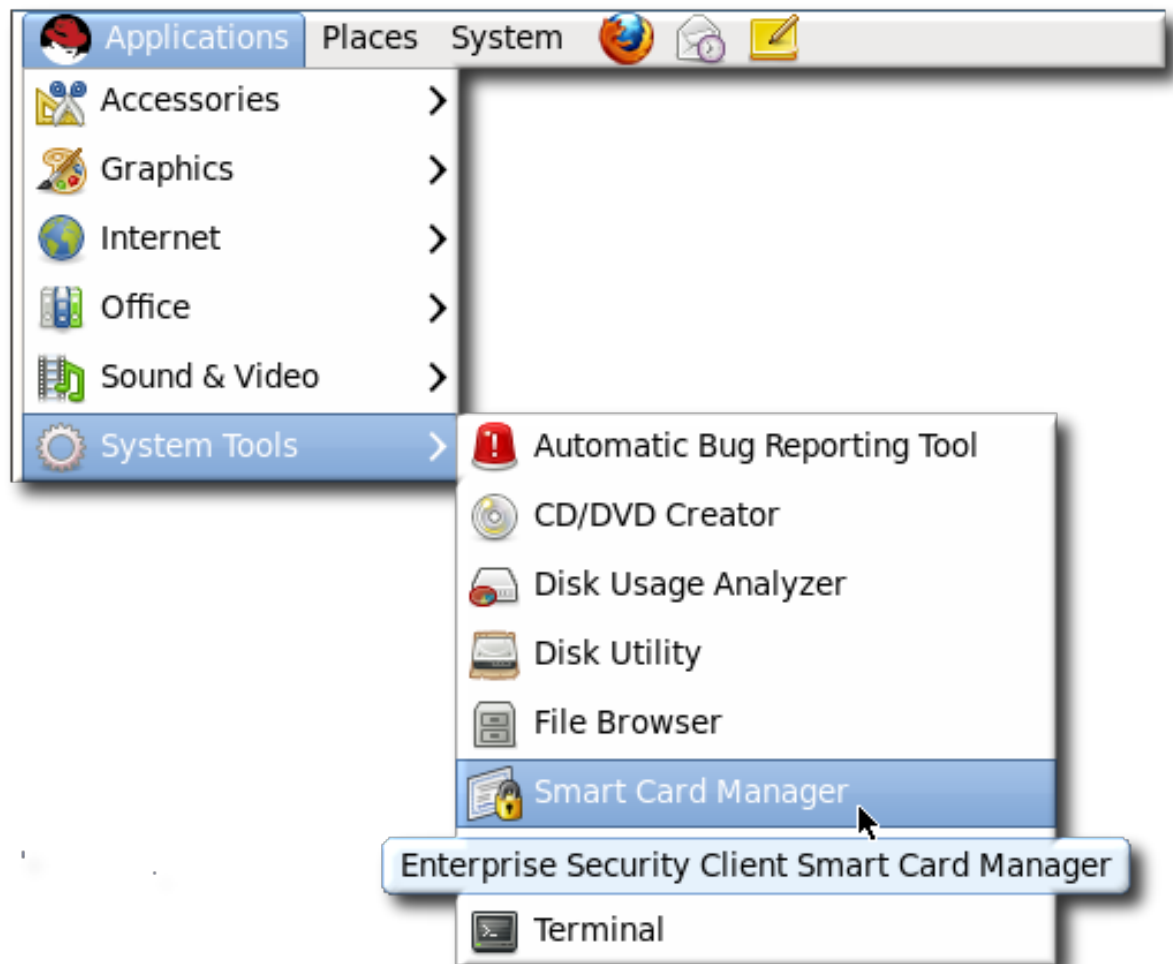 Applications Places System
Accessories
Graphics
Internet
Office
Sound & Video
System Tools
Automatic Bug Reporting Tool
CD/DVD Creator
Disk Usage Analyzer
Disk Utility
File Browser
Smart Card Manager
Enterprise Security Client Smart Card Manager
Terminal